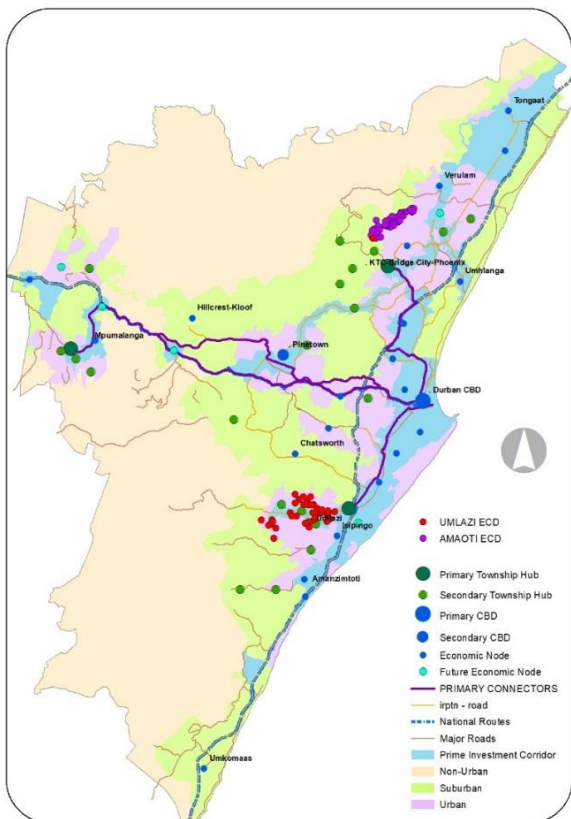 Tongaat
Verulam
KTC-Bridge City-Phoenix
Umhlanga
Hillcrest-Kloof
Mpumalanga
Pinetown
Durban CBD
Chatsworth
Umlazi
Isipingo
Amanzimtoti
Umkomaas
UMLAZI ECD
AMAOTI ECD
Primary Township Hub
Secondary Township Hub
Primary CBD
Secondary CBD
Economic Node
Future Economic Node
PRIMARY CONNECTORS
irptn - road
National Routes
Major Roads
Prime Investment Corridor
Non-Urban
Suburban
Urban